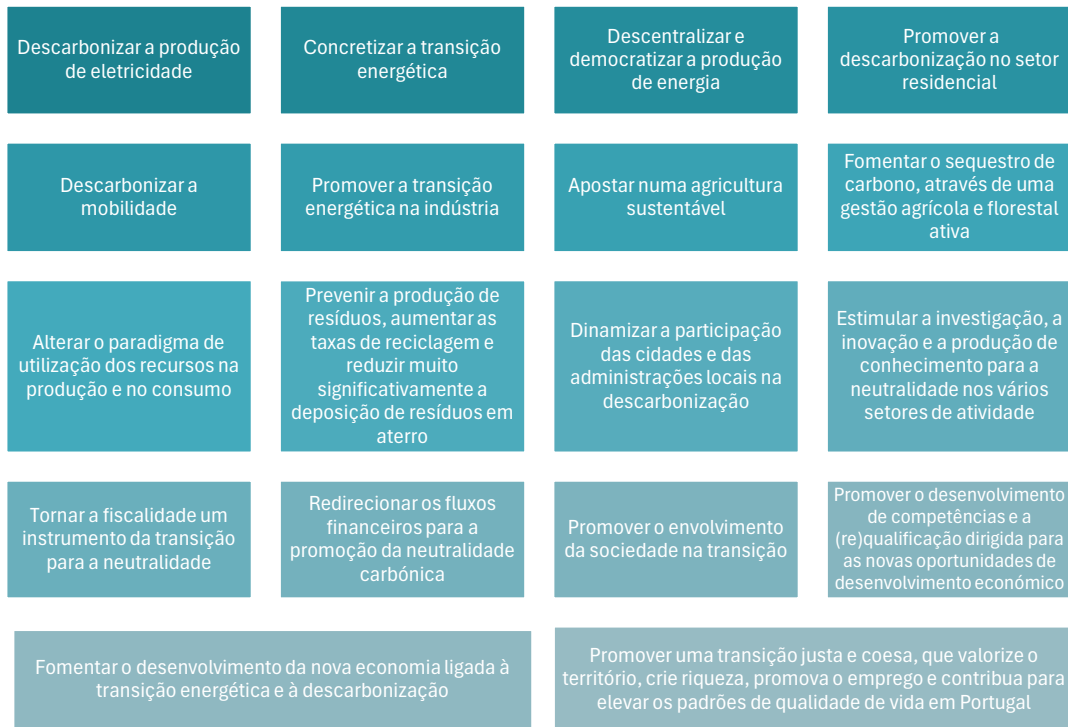 Descarbonizar a produção
de eletricidade
Concretizar a transição
energética
Descentralizar e
democratizar a produção
de energia
Promover a
descarbonização no setor
residencial
Descarbonizar a
mobilidade
Promover a transição
energética na indústria
Apostar numa agricultura
sustentável
Fomentar o sequestro de
carbono, através de uma
gestão agrícola e florestal
ativa
Alterar o paradigma de
utilização dos recursos na
produção e no consumo
Prevenir a produção de
resíduos, aumentar as
taxas de reciclagem e
reduzir muito
significativamente a
deposição de resíduos em
aterro
Dinamizar a participação
das cidades e das
administrações locais na
descarbonização
Estimular a investigação, a
inovação e a produção de
conhecimento para a
neutralidade nos vários
setores de atividade
Tornar a fiscalidade um
instrumento da transição
para a neutralidade
Redirecionar os fluxos
financeiros para a
promoção da neutralidade
carbónica
Promover o envolvimento
da sociedade na transição
Promover o desenvolvimento
de competências e a
(re)qualificação dirigida para
as novas oportunidades de
desenvolvimento económico
Fomentar o desenvolvimento da nova economia ligada à
transição energética e à descarbonização
Promover uma transição justa e coesa, que valorize o
território, crie riqueza, promova o emprego e contribua para
elevar os padrões de qualidade de vida em Portugal